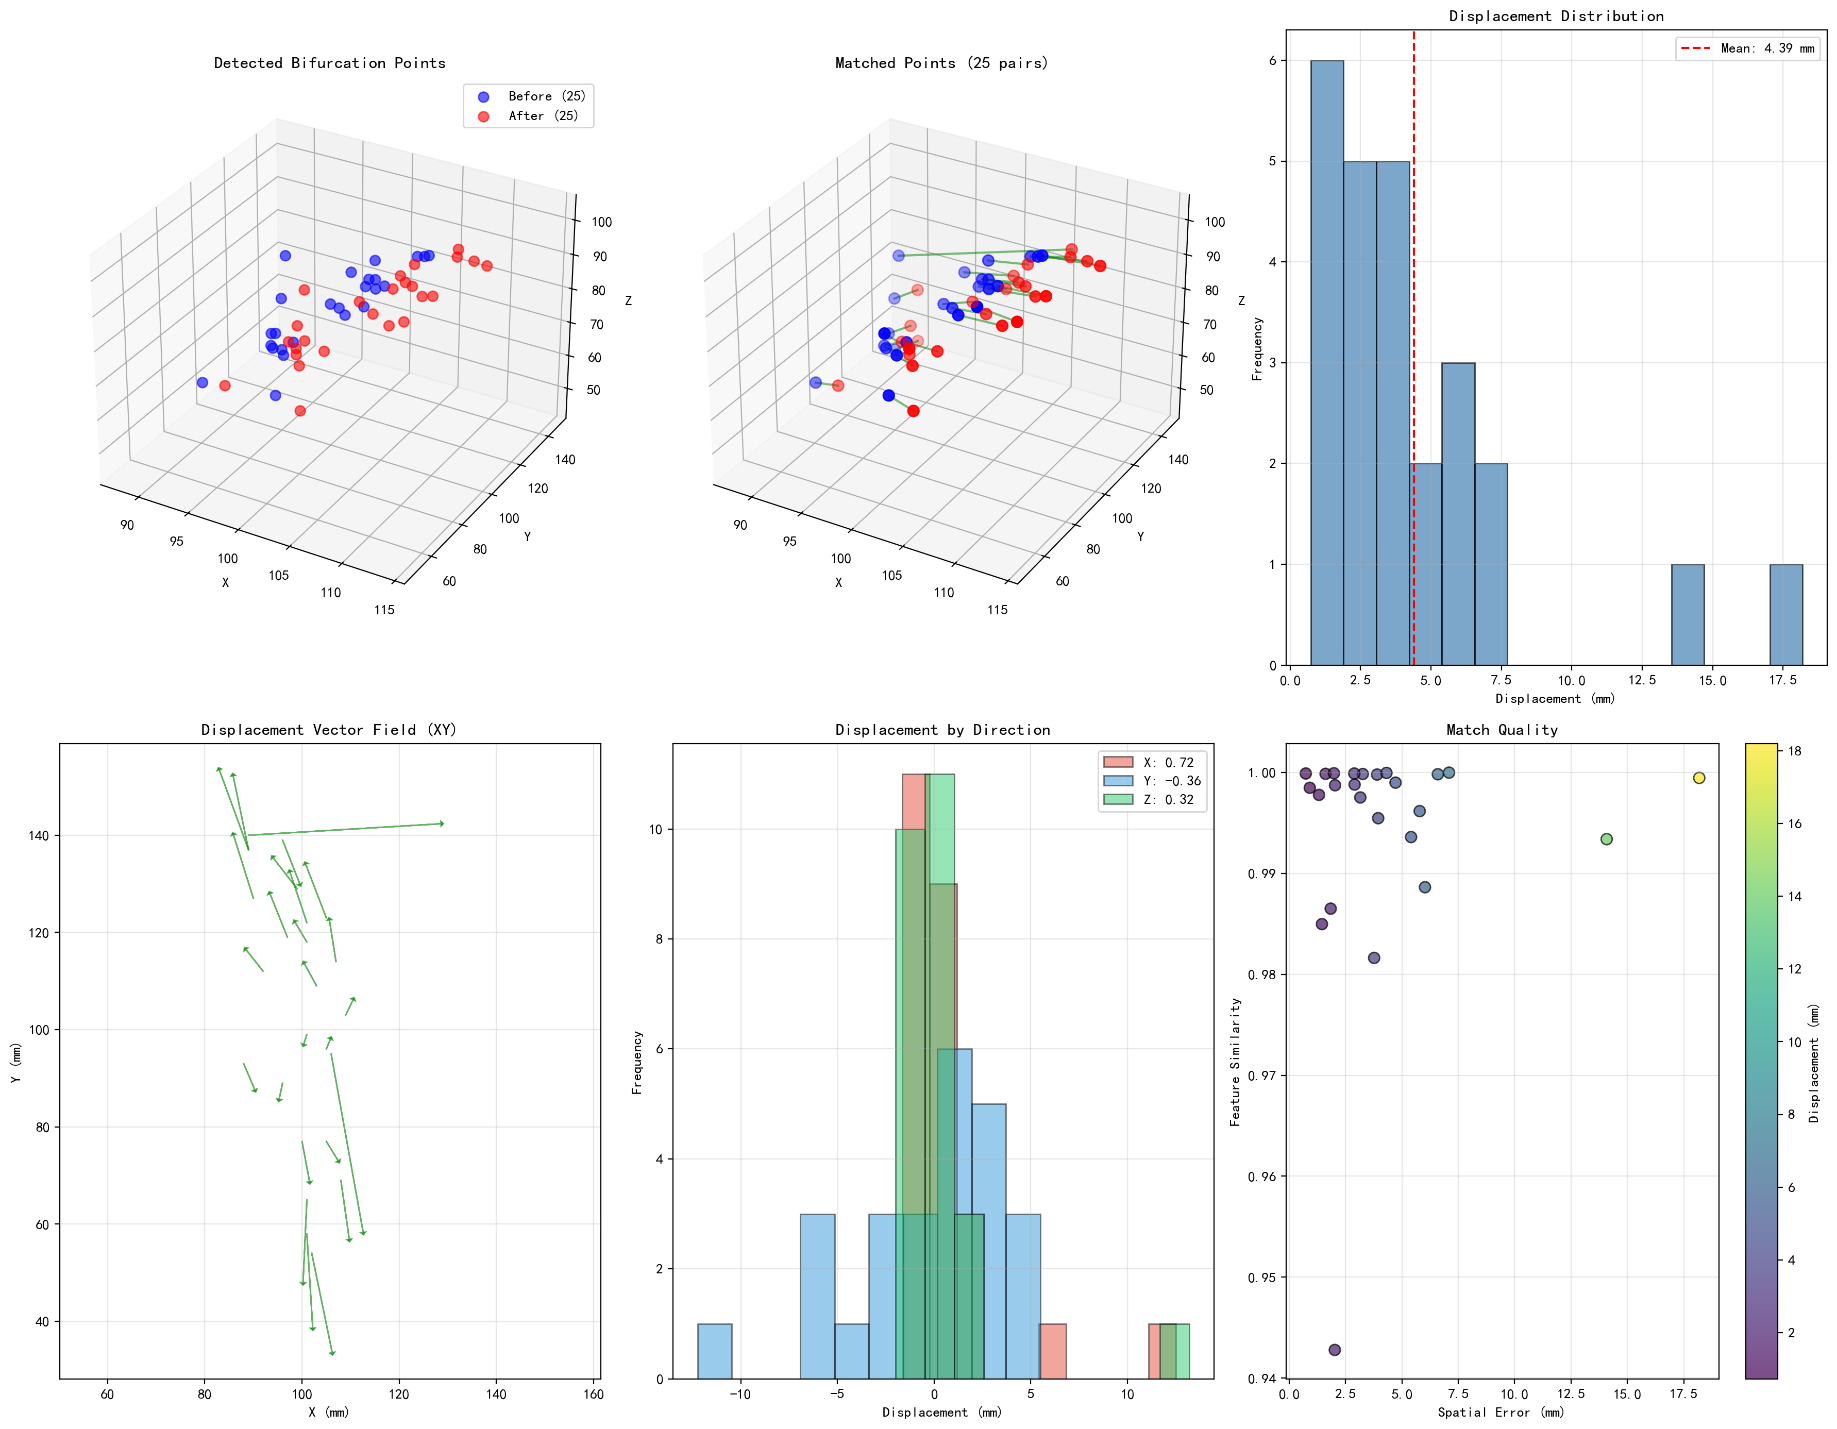 Detected Bifurcation Points
Before (25)
After (25)
100
90
80
70
60
50
Z
140
120
100
80
60
Y
90
95
100
105
110
115
X
Matched Points (25 pairs)
100
90
80
70
60
50
Z
140
120
100
80
60
Y
90
95
100
105
110
115
X
Displacement Distribution
Mean: 4.39 mm
6
5
4
3
2
1
0
Frequency
0.0 2.5 5.0 7.5 10.0 12.5 15.0 17.5
Displacement (mm)
Displacement Vector Field (XY)
140
120
100
80
60
40
Y (mm)
60 80 100 120 140 160
X (mm)
Displacement by Direction
X: 0.72
Y: −0.36
Z: 0.32
10
8
6
4
2
0
Frequency
−10 −5 0 5 10
Displacement (mm)
Match Quality
1.00
0.99
0.98
0.97
0.96
0.95
0.94
Feature Similarity
0.0 2.5 5.0 7.5 10.0 12.5 15.0 17.5
Spatial Error (mm)
18
16
14
12
10
8
6
4
2
Displacement (mm)